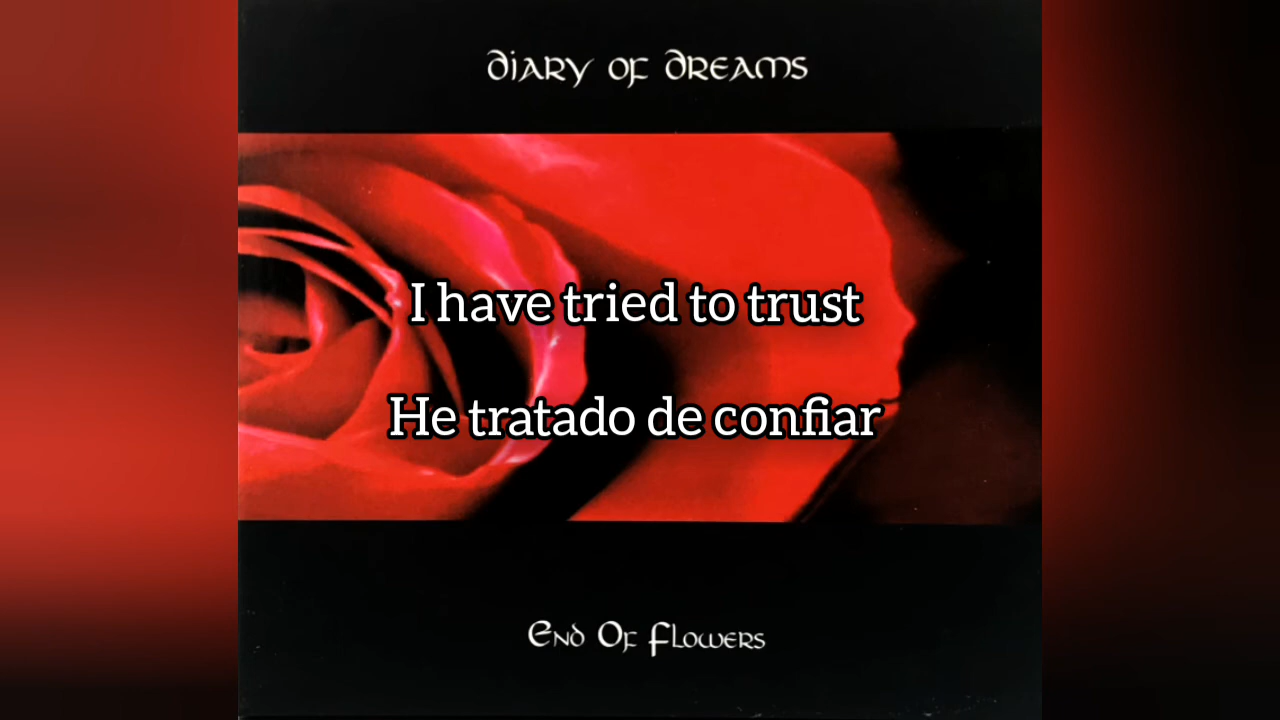 Diary of Dreams
I have tried to trust
He tratado de confiar
End Of Flowers